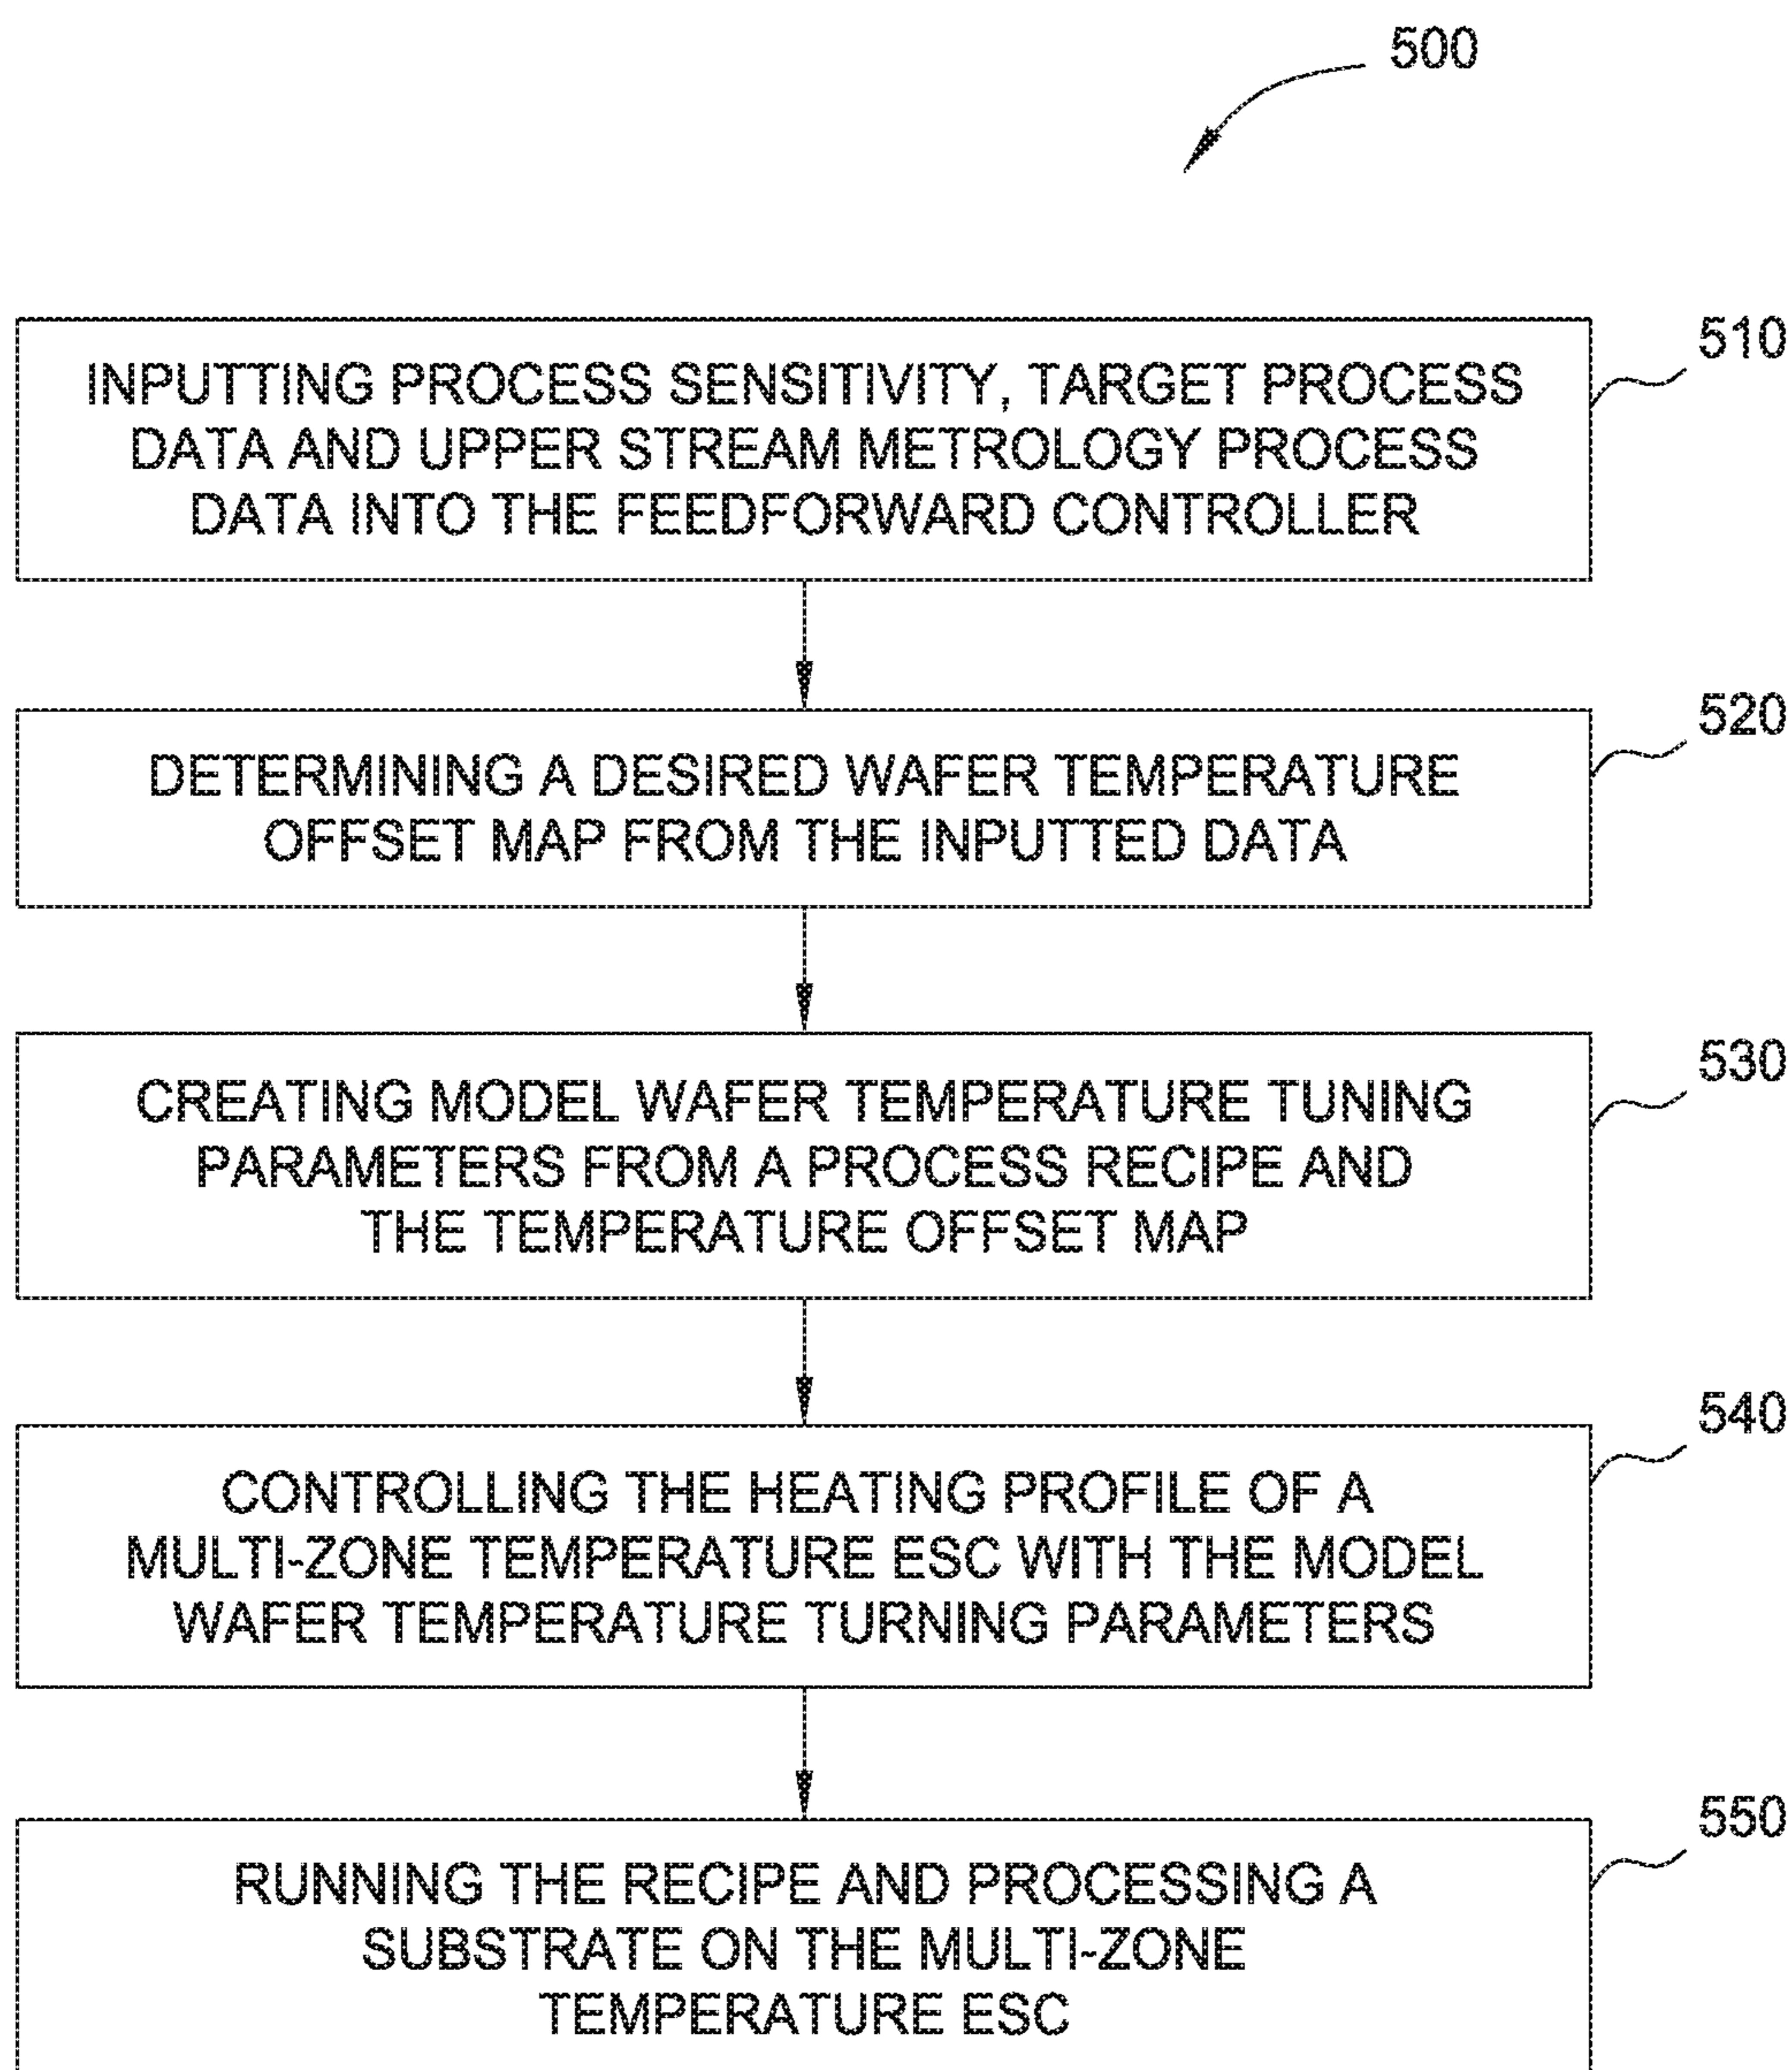 500
510
INPUTTING PROCESS SENSITIVITY, TARGET PROCESS
DATA AND UPPER STREAM METROLOGY PROCESS
DATA INTO THE FEEDFORWARD CONTROLLER
520
DETERMINING A DESIRED WAFER TEMPERATURE
OFFSET MAP FROM THE INPUTTED DATA
530
CREATING MODEL WAFER TEMPERATURE TUNING
PARAMETERS FROM A PROCESS RECIPE AND
THE TEMPERATURE OFFSET MAP
540
CONTROLLING THE HEATING PROFILE OF A
MULTI-ZONE TEMPERATURE ESC WITH THE MODEL
WAFER TEMPERATURE TURNING PARAMETERS
550
RUNNING THE RECIPE AND PROCESSING A
SUBSTRATE ON THE MULTI-ZONE
TEMPERATURE ESC